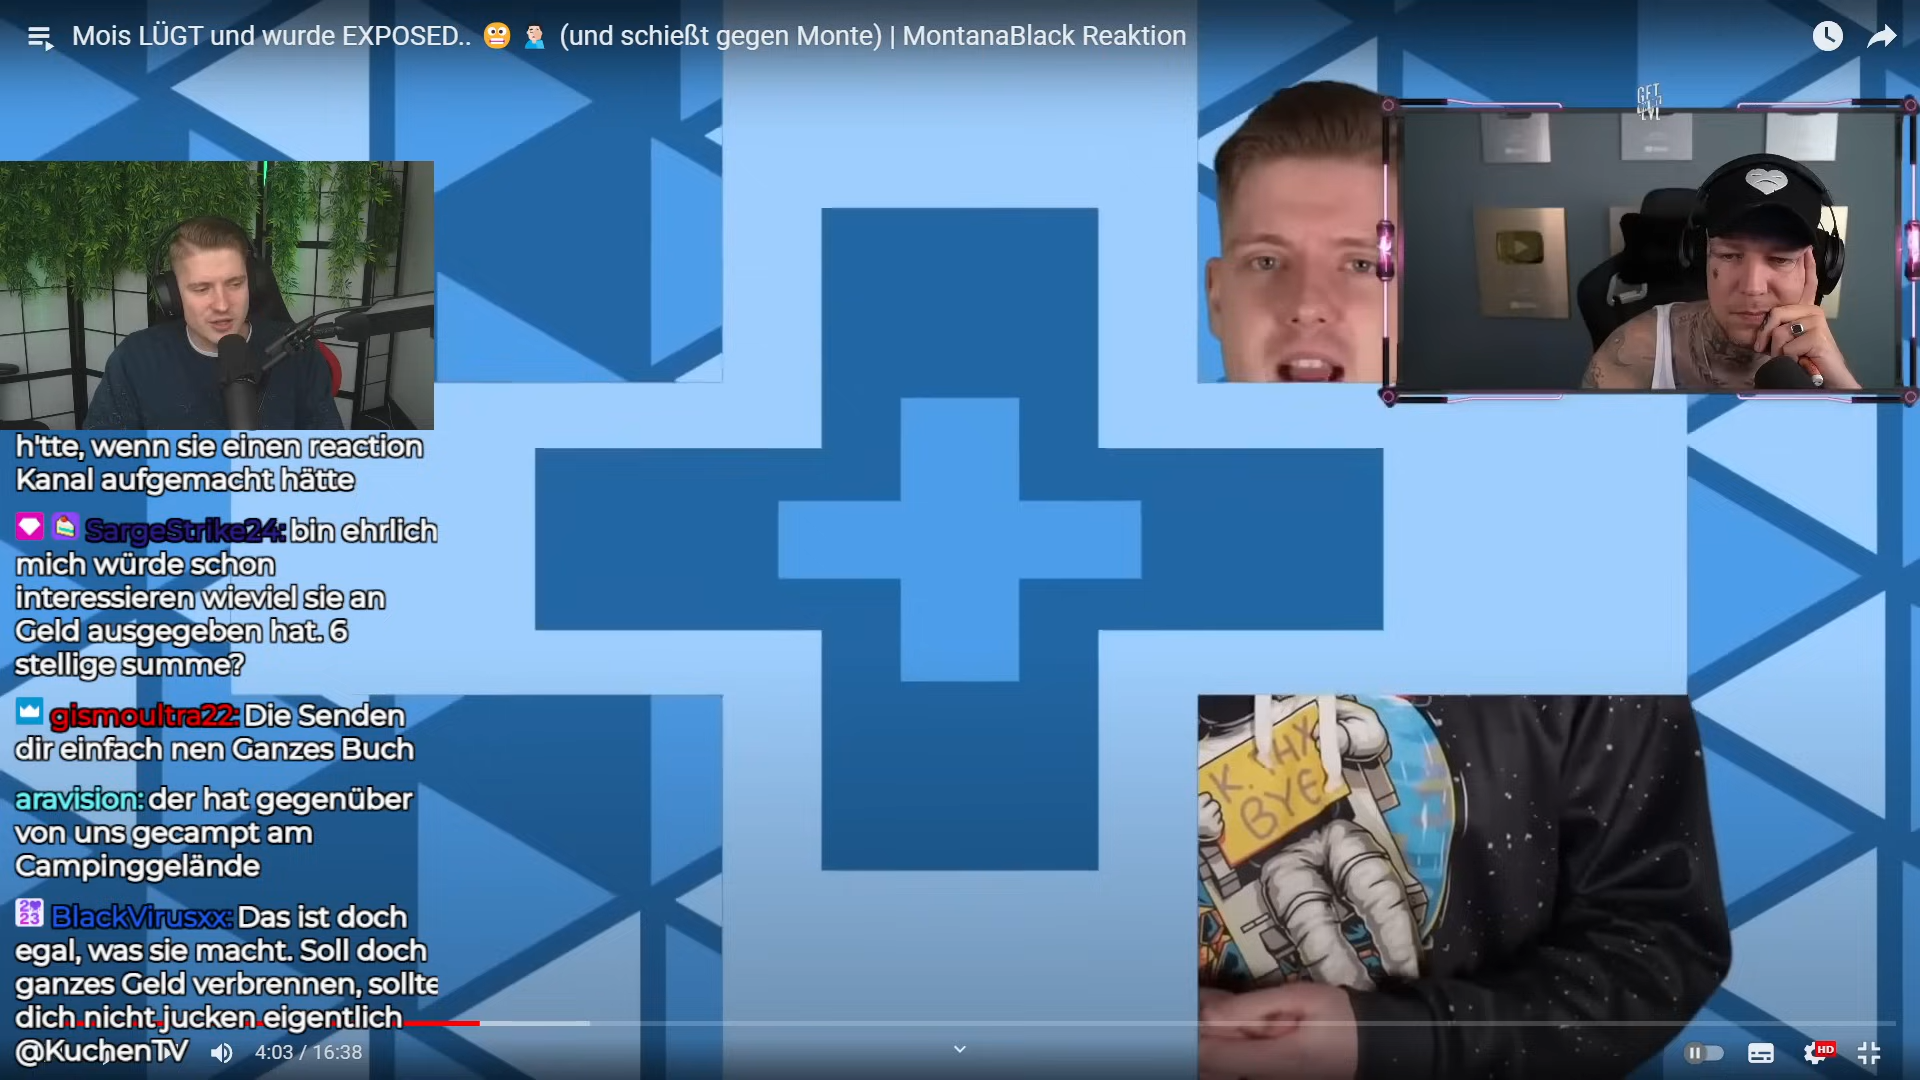 Mois LÜGT und wurde EXPOSED.. 😬 🤦🏻‍♂️ (und schießt gegen Monte) | MontanaBlack Reaktion
GET
LVL
h'tte, wenn sie einen reaction
Kanal aufgemacht hätte
SargeStrike24: bin ehrlich
mich würde schon
interessieren wieviel sie an
Geld ausgegeben hat. 6
stellige summe?
gismoultra22: Die Senden
dir einfach nen Ganzes Buch
aravision: der hat gegenüber
von uns gecampt am
Campinggelände
2023 BlackVirusxx: Das ist doch
egal, was sie macht. Soll doch
ganzes Geld verbrennen, sollte
dich nicht jucken eigentlich
@KuchenTV
4:03 / 16:38
K. THX
BYE
HD